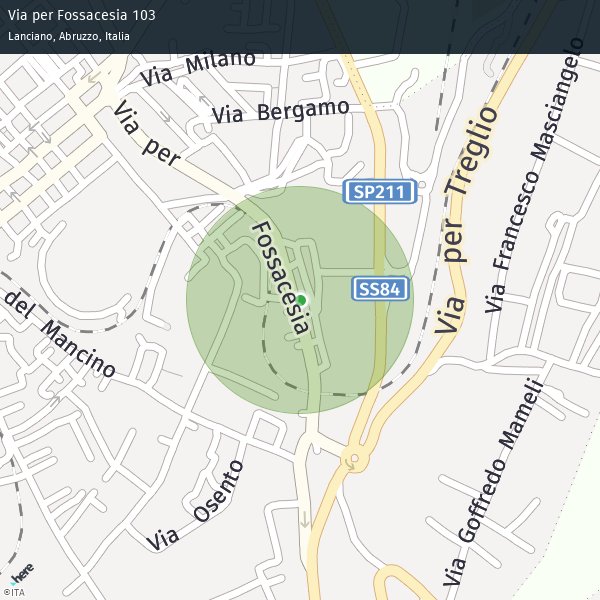 Via per Fossacesia 103
Lanciano, Abruzzo, Italia
Via Milano
Via Bergamo
Via per
Fossacesia
SP211
SS84
Via per Treglio
Via Francesco Masciangelo
del Mancino
Via Osento
Via Goffredo Mameli
here
©ITA